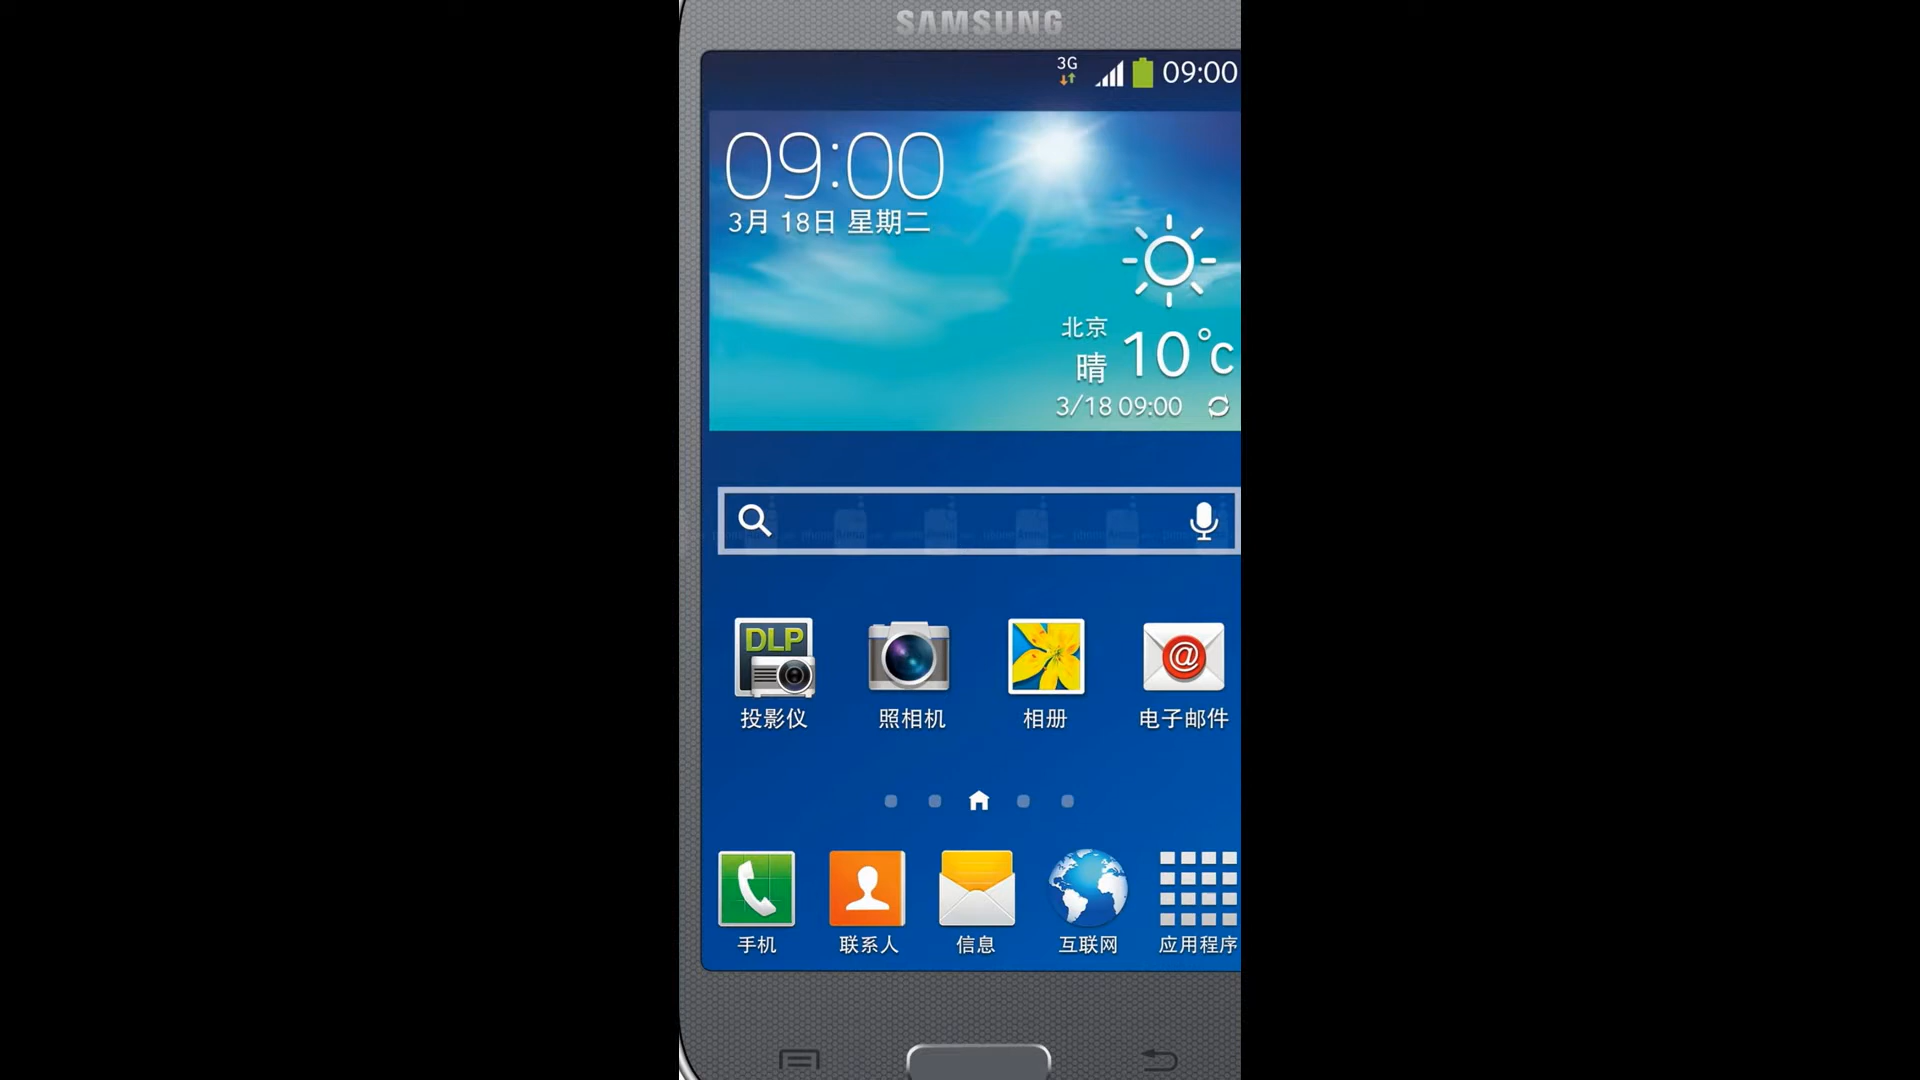 SAMSUNG
3G 09:00
09:00
3月 18日 星期二
北京
晴 10°C
3/18 09:00
DLP
投影仪 照相机 相册 电子邮件
手机 联系人 信息 互联网 应用程序